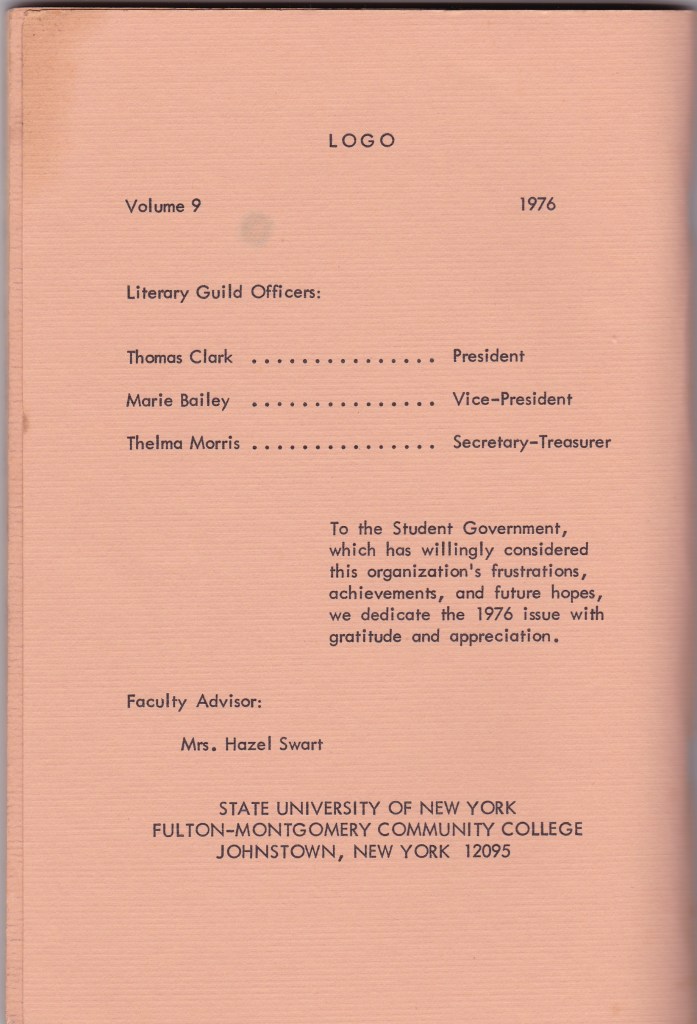 LOGO
Volume 9 1976
Literary Guild Officers:
Thomas Clark ............... President
Marie Bailey ............... Vice-President
Thelma Morris ............... Secretary-Treasurer
To the Student Government,
which has willingly considered
this organization's frustrations,
achievements, and future hopes,
we dedicate the 1976 issue with
gratitude and appreciation.
Faculty Advisor:
Mrs. Hazel Swart
STATE UNIVERSITY OF NEW YORK
FULTON-MONTGOMERY COMMUNITY COLLEGE
JOHNSTOWN, NEW YORK 12095